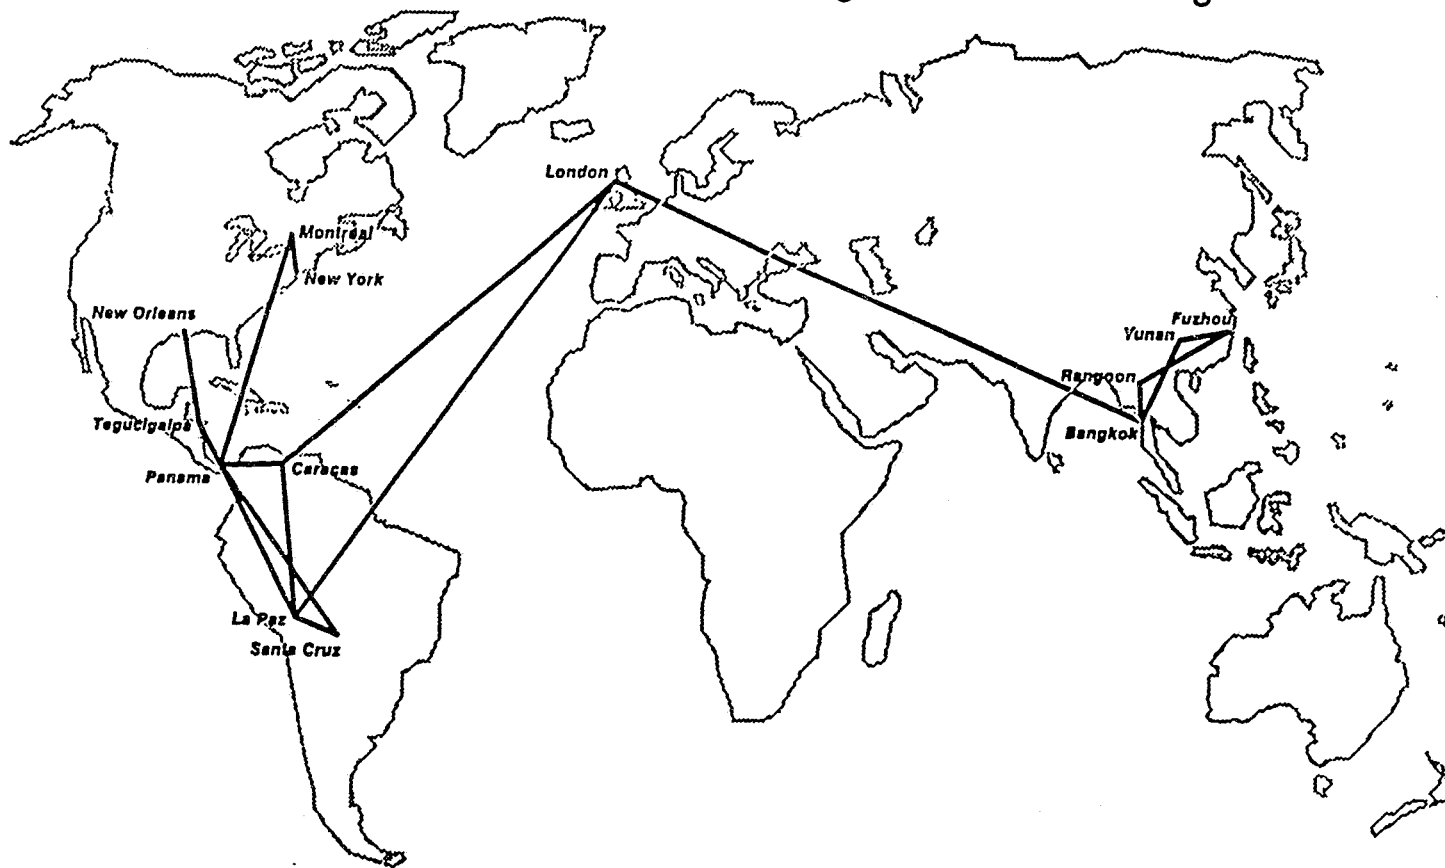 London
Montreal
New York
New Orleans
Fuzhou
Yunan
Rangoon
Tegucigalpa
Bangkok
Caracas
Panama
La Paz
Santa Cruz